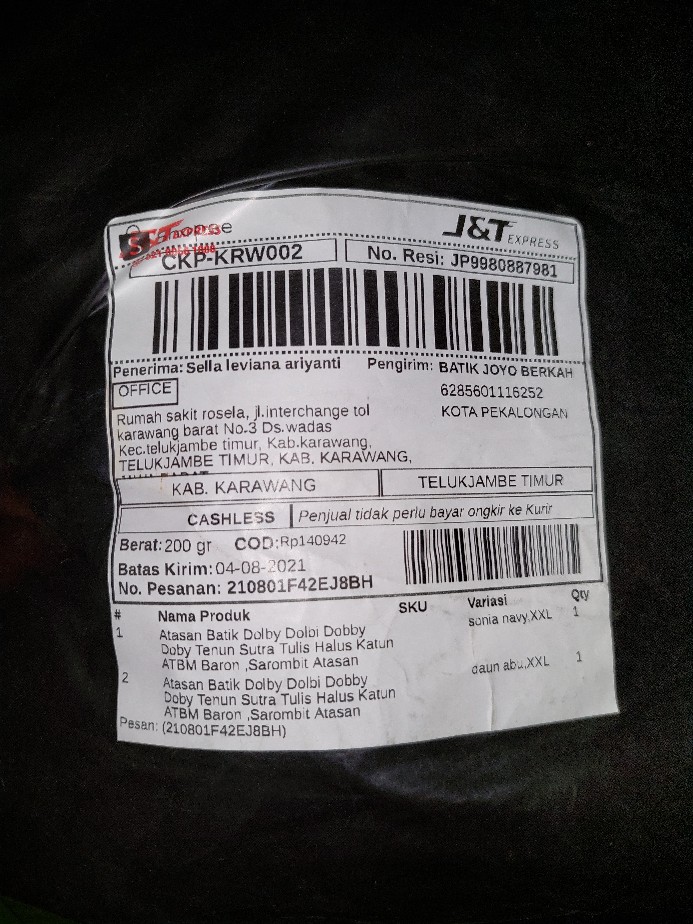 J&T EXPRESS
CKP-KRW002
No. Resi: JP9980887981
Penerima: Sella leviana ariyanti
Pengirim: BATIK JOYO BERKAH
OFFICE
6285601116252
KOTA PEKALONGAN
Rumah sakit rosela, jl.interchange tol
karawang barat No.3 Ds.wadas
Kec.telukjambe timur, Kab.karawang,
TELUKJAMBE TIMUR, KAB. KARAWANG,
KAB. KARAWANG
TELUKJAMBE TIMUR
CASHLESS
Penjual tidak perlu bayar ongkir ke Kurir
Berat: 200 gr COD:Rp140942
Batas Kirim: 04-08-2021
No. Pesanan: 210801F42EJ8BH
# Nama Produk SKU Variasi Qty
1 Atasan Batik Dolby Dolbi Dobby sonia navy,XXL 1
Doby Tenun Sutra Tulis Halus Katun
ATBM Baron ,Sarombit Atasan
2 Atasan Batik Dolby Dolbi Dobby daun abu,XXL 1
Doby Tenun Sutra Tulis Halus Katun
ATBM Baron ,Sarombit Atasan
Pesan: (210801F42EJ8BH)